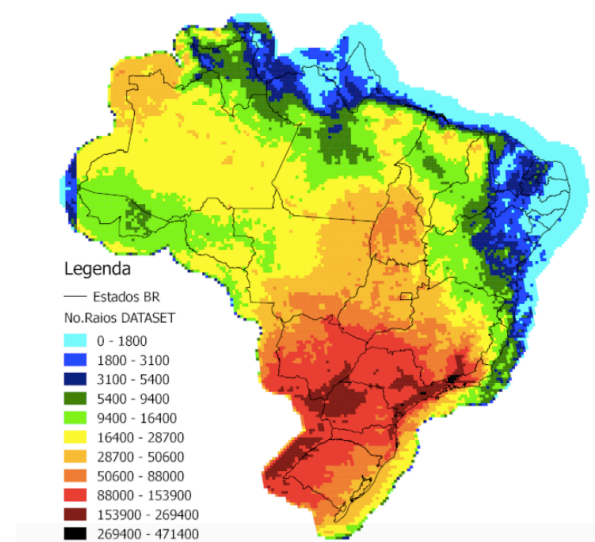 Legenda
Estados BR
No.Raios DATASET
0 - 1800
1800 - 3100
3100 - 5400
5400 - 9400
9400 - 16400
16400 - 28700
28700 - 50600
50600 - 88000
88000 - 153900
153900 - 269400
269400 - 471400